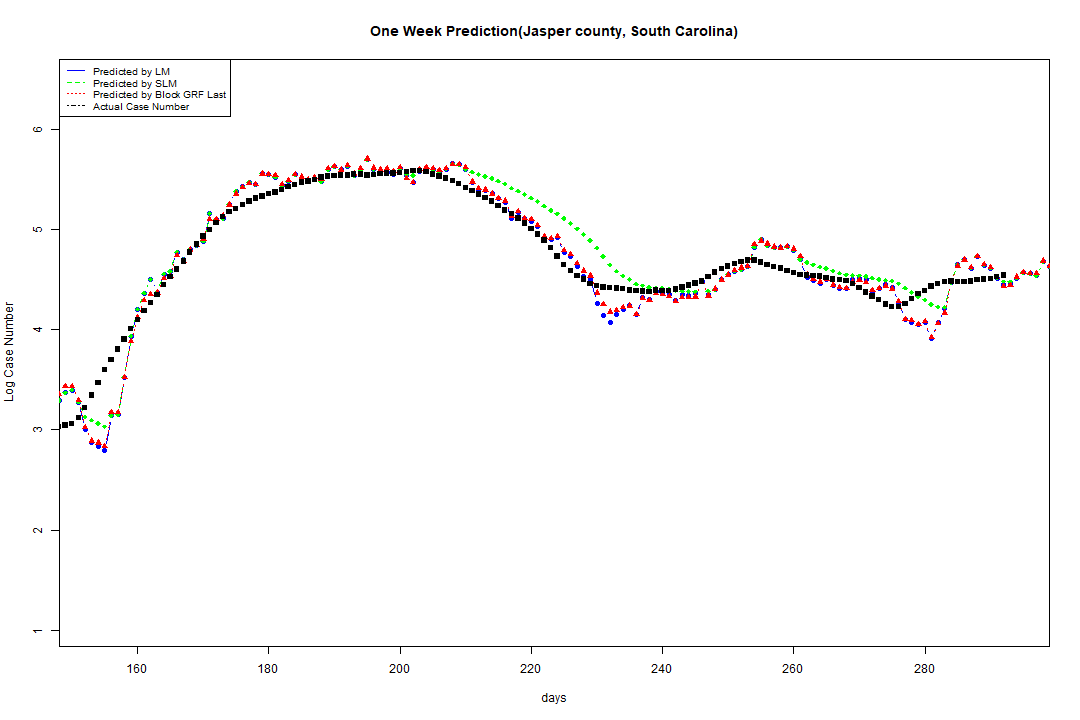 One Week Prediction(Jasper county, South Carolina)
Predicted by LM
Predicted by SLM
Predicted by Block GRF Last
Actual Case Number
6
5
4
3
2
1
Log Case Number
160 180 200 220 240 260 280
days